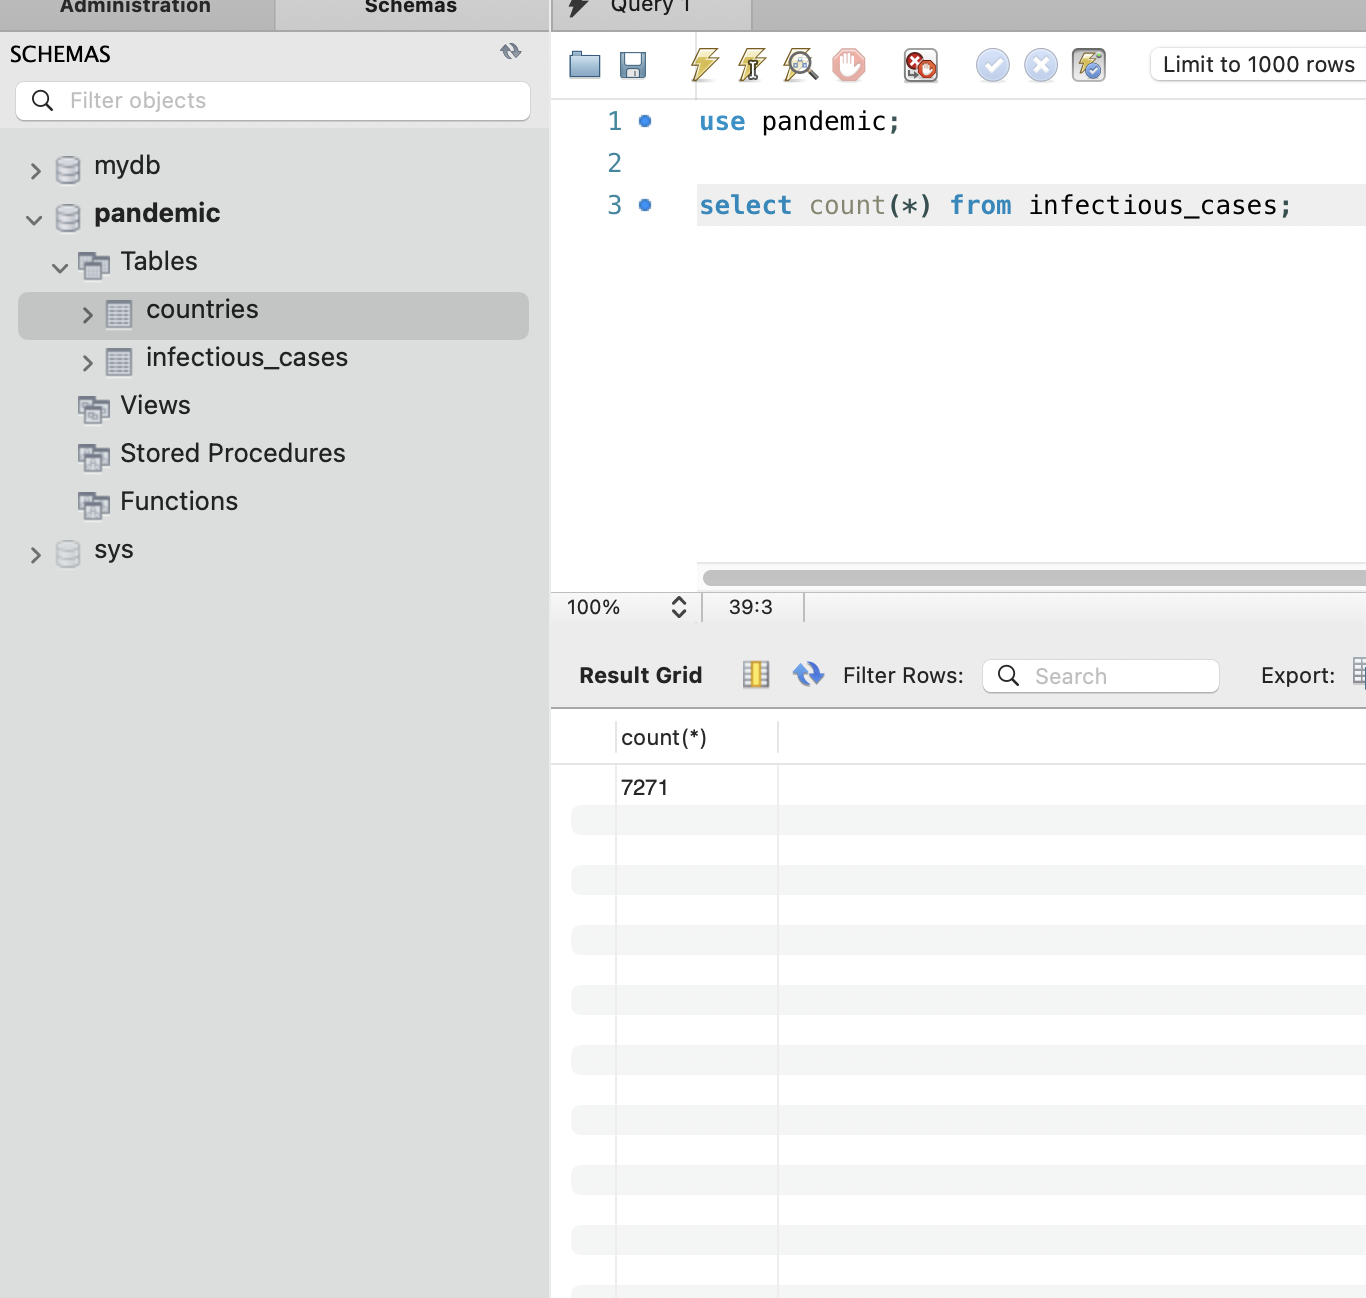 Administration
Schemas
SCHEMAS
Filter objects
mydb
pandemic
Tables
countries
infectious_cases
Views
Stored Procedures
Functions
sys
Query 1
Limit to 1000 rows
1 use pandemic;
2
3 select count(*) from infectious_cases;
100%
39:3
Result Grid
Filter Rows:
Search
Export:
count(*)
7271